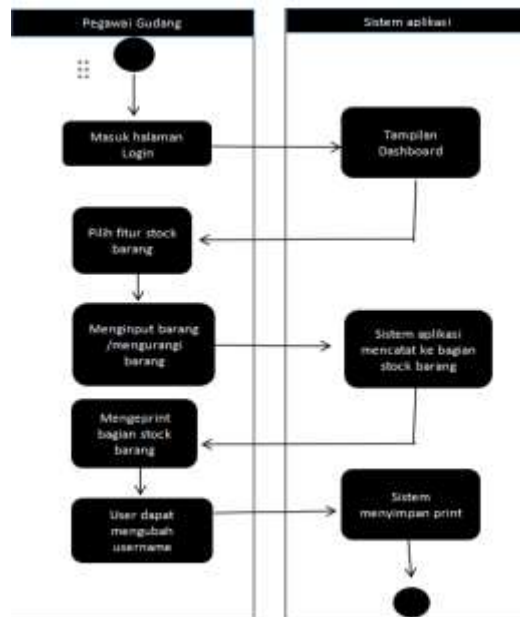 Pegawai Gudang
Sistem aplikasi
Masuk halaman
Login
Tampilan
Dashboard
Pilih fitur stock
barang
Menginput barang
/mengurangi
barang
Sistem aplikasi
mencatat ke bagian
stock barang
Mengeprint
bagian stock
barang
User dapat
mengubah
username
Sistem
menyimpan print